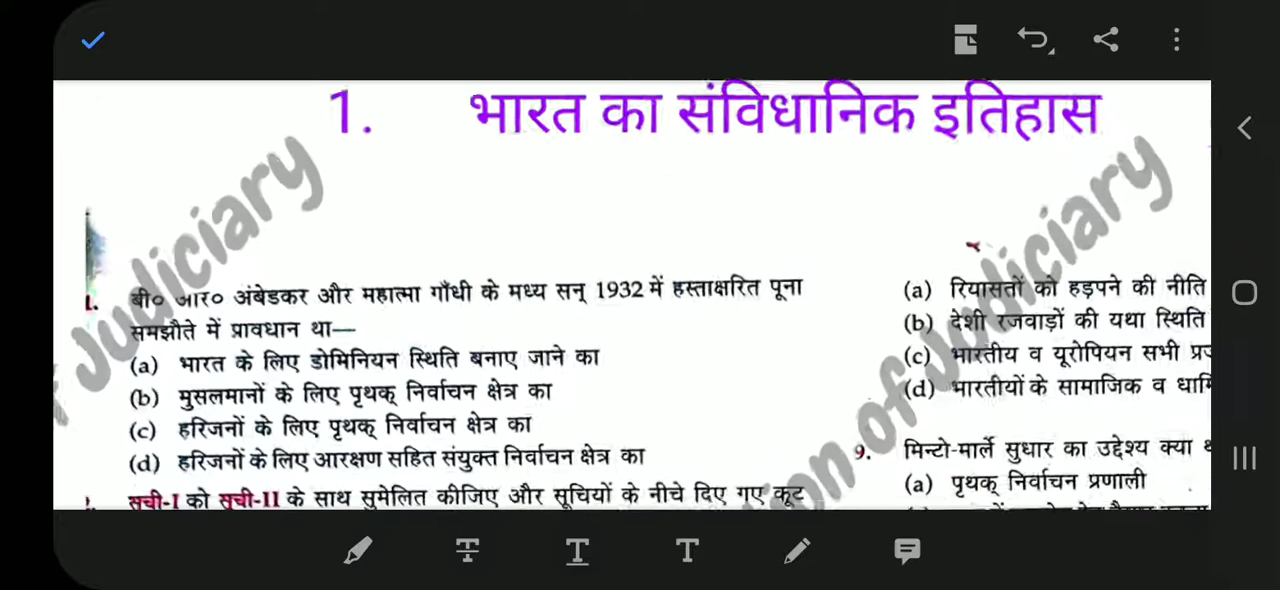 1. भारत का संविधानिक इतिहास
Judiciary
1. बी० आर० अंबेडकर और महात्मा गाँधी के मध्य सन् 1932 में हस्ताक्षरित पूना
समझौते में प्रावधान था—
(a) भारत के लिए डोमिनियन स्थिति बनाए जाने का
(b) मुसलमानों के लिए पृथक् निर्वाचन क्षेत्र का
(c) हरिजनों के लिए पृथक् निर्वाचन क्षेत्र का
(d) हरिजनों के लिए आरक्षण सहित संयुक्त निर्वाचन क्षेत्र का
सूची-I को सूची-II के साथ सुमेलित कीजिए और सूचियों के नीचे दिए गए कूट
of Judiciary
(a) रियासतों को हड़पने की नीति
(b) देशी रजवाड़ों की यथा स्थिति
(c) भारतीय व यूरोपियन सभी
(d) भारतीयों के सामाजिक व
9. मिन्टो-मार्ले सुधार का उद्देश्य क्या
(a) पृथक् निर्वाचन प्रणाली